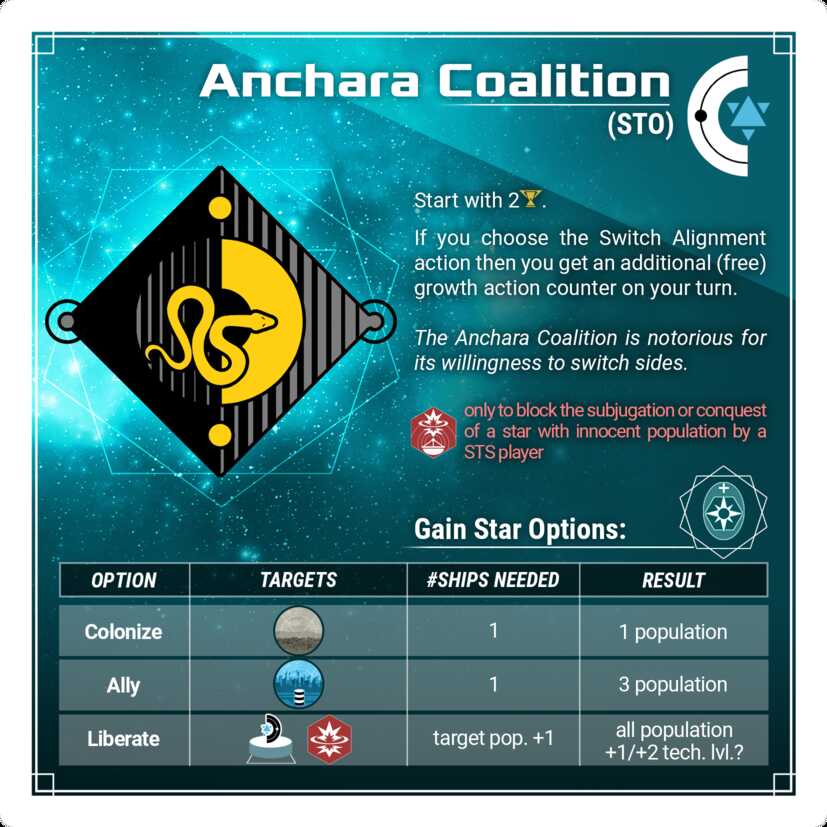 Anchara Coalition
(STO)
Start with 2.
If you choose the Switch Alignment
action then you get an additional (free)
growth action counter on your turn.
The Anchara Coalition is notorious for
its willingness to switch sides.
only to block the subjugation or conquest
of a star with innocent population by a
STS player
Gain Star Options:
OPTION TARGETS #SHIPS NEEDED RESULT
Colonize 1 1 population
Ally 1 3 population
Liberate target pop. +1 all population
+1/+2 tech. lvl.?